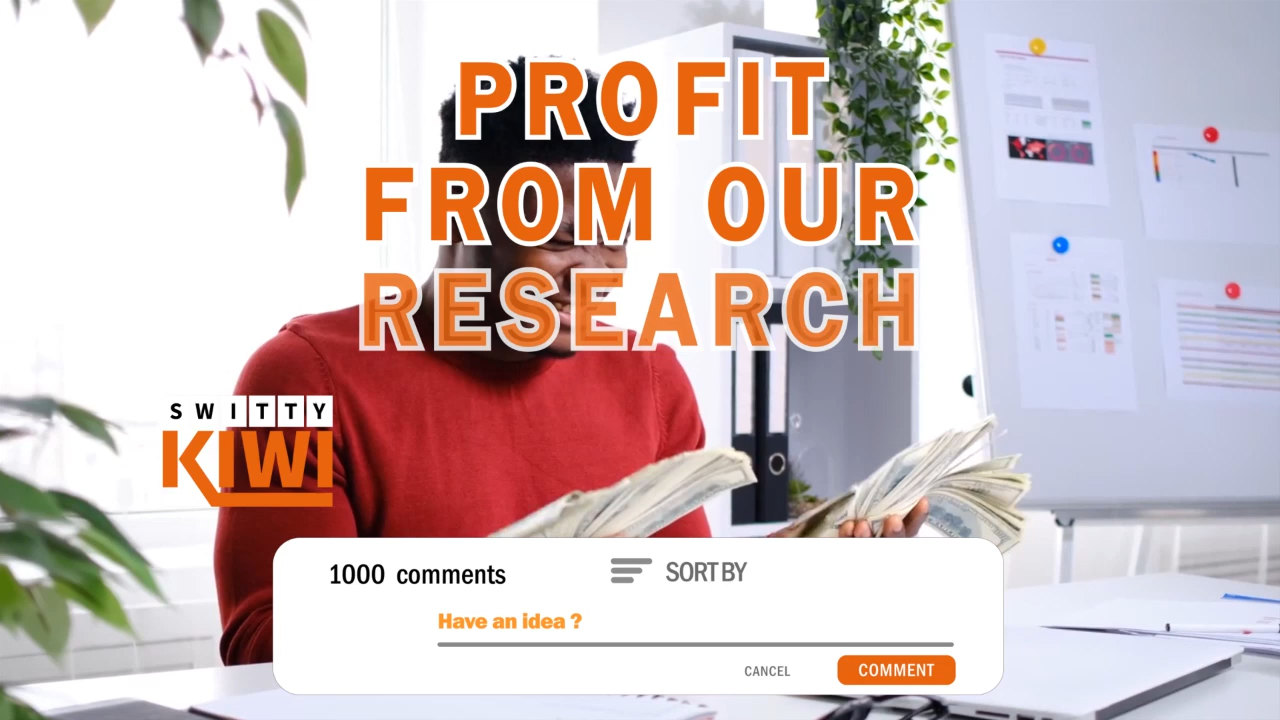 PROFIT
FROM OUR
RESEARCH
SWITTY
KIWI
1000 comments
SORT BY
Have an idea ?
CANCEL
COMMENT